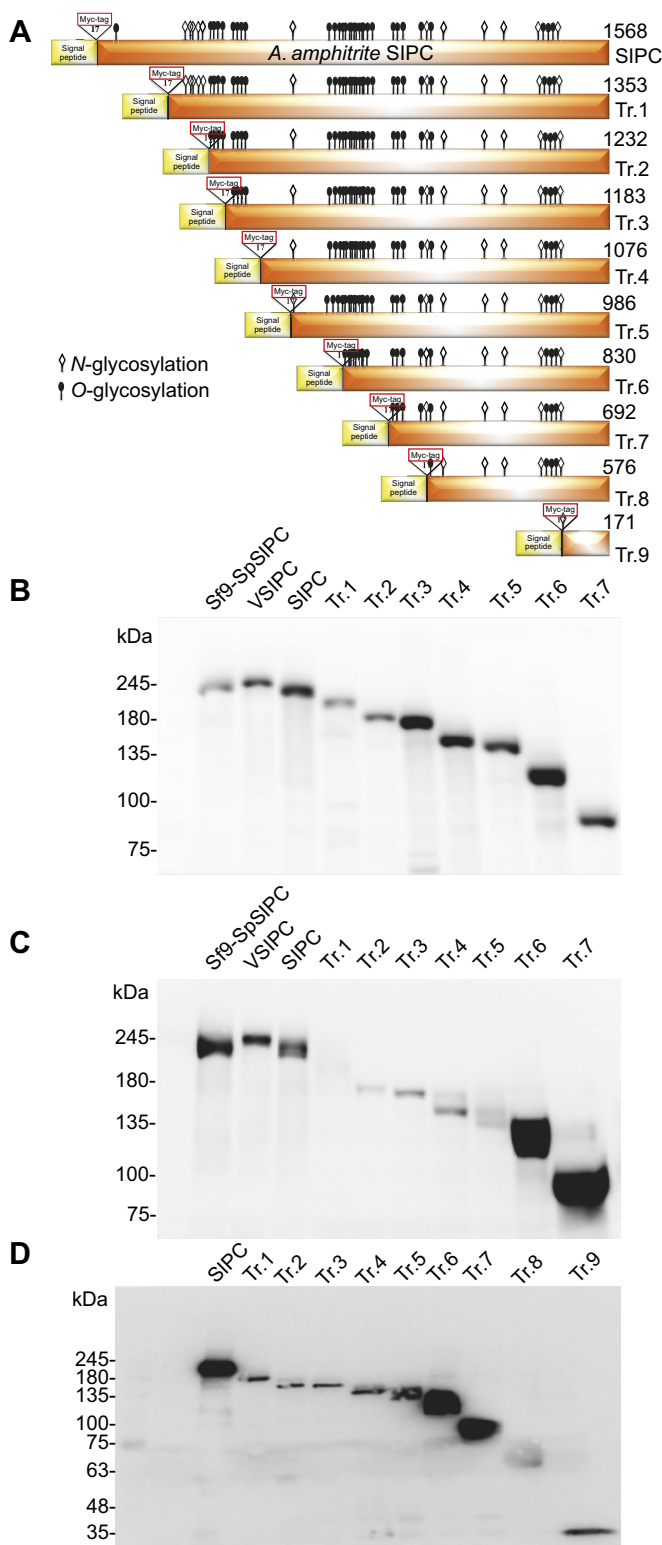 A
Myc-tag
17
Signal
peptide
A. amphitrite SIPC
1568
SIPC
Myc-tag
17
Signal
peptide
1353
Tr.1
Myc-tag
Signal
peptide
1232
Tr.2
Myc-tag
17
Signal
peptide
1183
Tr.3
Myc-tag
17
Signal
peptide
1076
Tr.4
Myc-tag
Signal
peptide
986
Tr.5
N-glycosylation
O-glycosylation
Myc-tag
Signal
peptide
830
Tr.6
Myc-tag
17
Signal
peptide
692
Tr.7
Myc-tag
Signal
peptide
576
Tr.8
Myc-tag
Signal
peptide
171
Tr.9
B
Sf9-SpSIPC VSIPC SIPC Tr.1 Tr.2 Tr.3 Tr.4 Tr.5 Tr.6 Tr.7
kDa
245-
180-
135-
100-
75-
C
Sf9-SpSIPC VSIPC SIPC Tr.1 Tr.2 Tr.3 Tr.4 Tr.5 Tr.6 Tr.7
kDa
245-
180-
135-
100-
75-
D
SIPC Tr.1 Tr.2 Tr.3 Tr.4 Tr.5 Tr.6 Tr.7 Tr.8 Tr.9
kDa
245-
180-
135-
100-
75-
63-
48-
35-